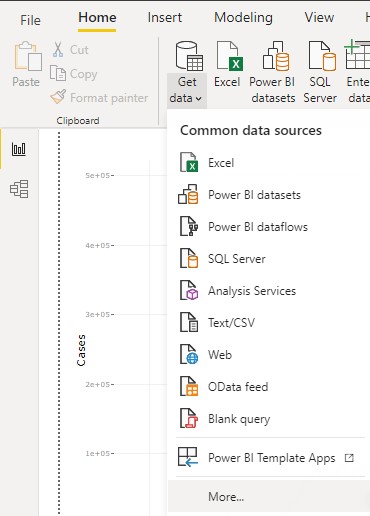 File Home Insert Modeling View
Paste
Cut
Copy
Format painter
Clipboard
Get data
Excel
Power BI datasets
SQL Server
Common data sources
Excel
Power BI datasets
Power BI dataflows
SQL Server
Analysis Services
Text/CSV
Web
OData feed
Blank query
Power BI Template Apps
More...
5e+05
4e+05
3e+05
2e+05
1e+05
Cases